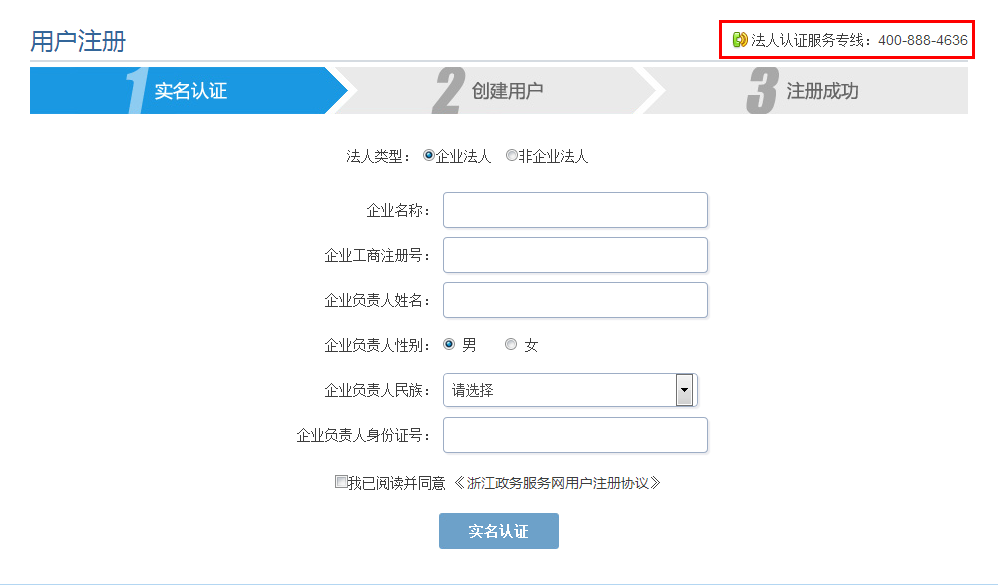 用户注册
法人认证服务专线：400-888-4636
1 实名认证
2 创建用户
3 注册成功
法人类型： 企业法人 非企业法人
企业名称：
企业工商注册号：
企业负责人姓名：
企业负责人性别： 男 女
企业负责人民族： 请选择
企业负责人身份证号：
我已阅读并同意 《浙江政务服务网用户注册协议》
实名认证